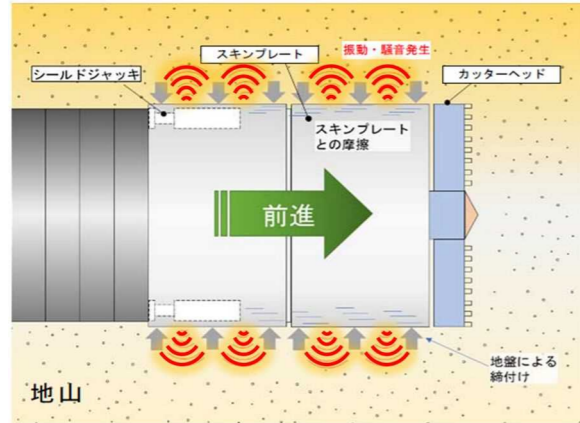 スキンプレート
振動・騒音発生
シールドジャッキ
カッターヘッド
スキンプレート
との摩擦
前進
地盤による
締付け
地山